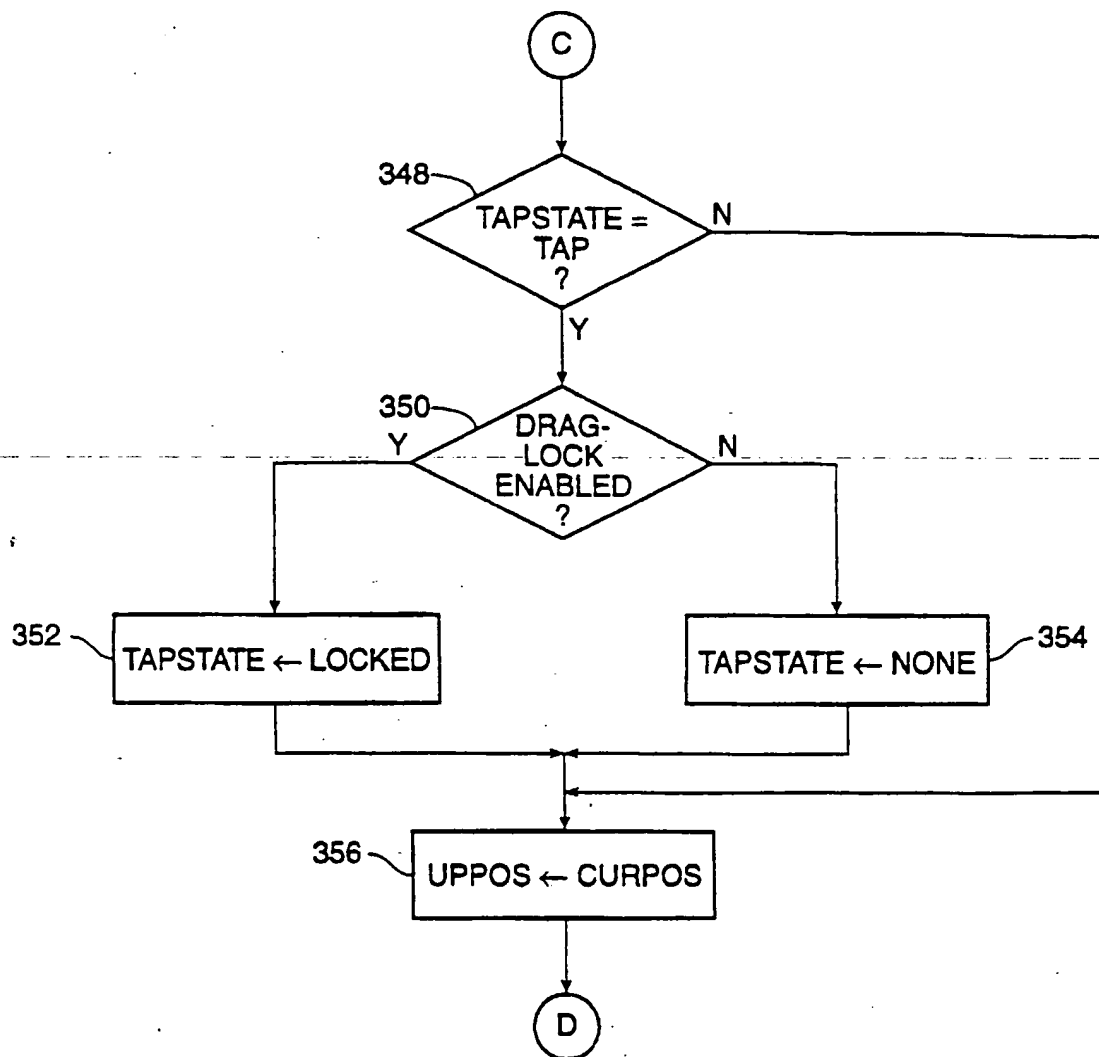 C
348
TAPSTATE =
TAP
?
N
Y
350
DRAG-
LOCK
ENABLED
?
Y
N
352
TAPSTATE ← LOCKED
TAPSTATE ← NONE
354
356
UPPOS ← CURPOS
D